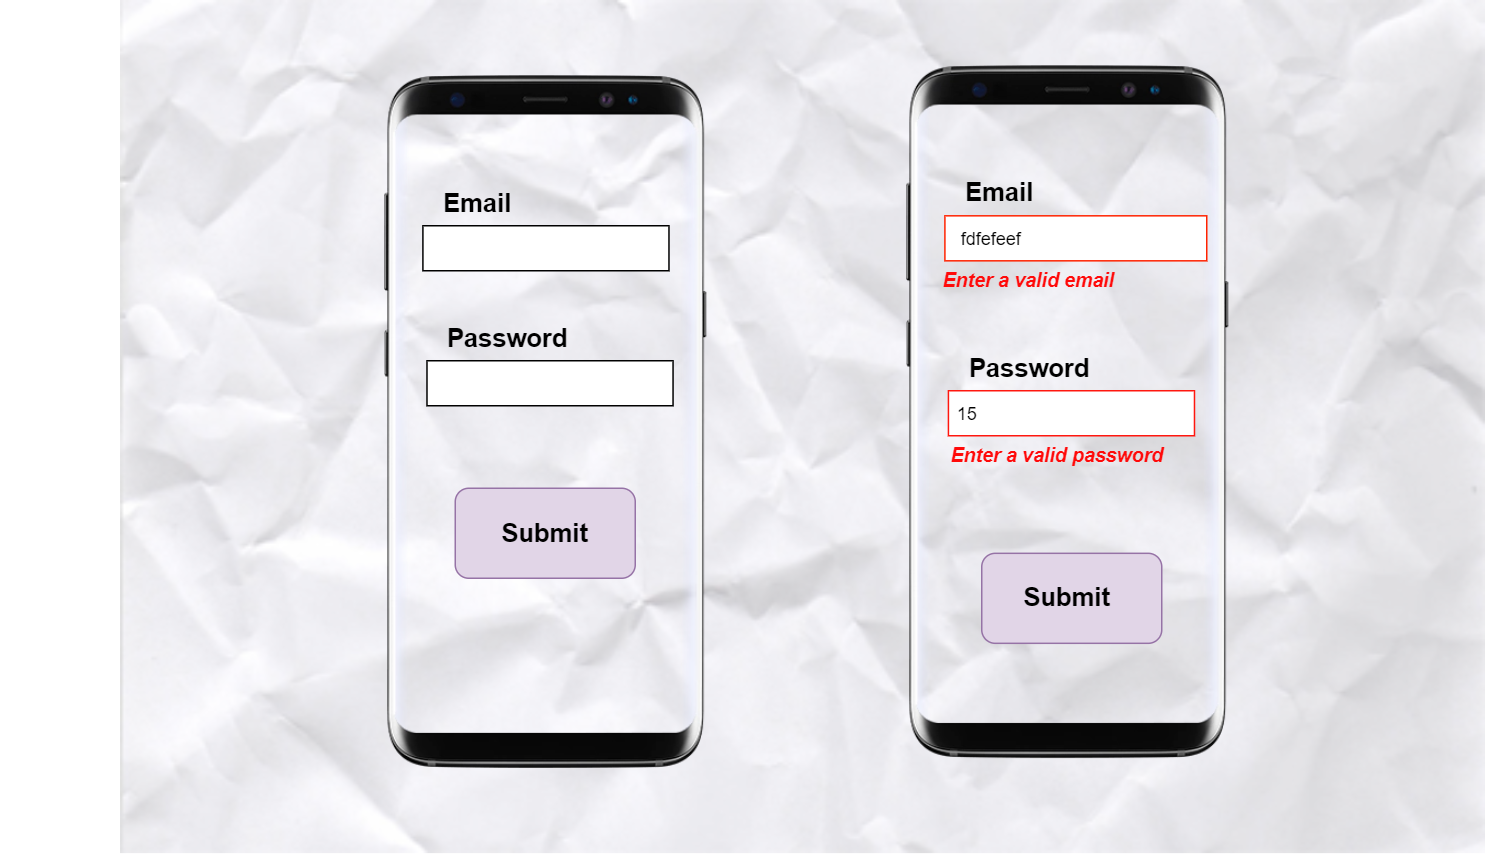 Email
Password
Submit
Email
fdfefeef
Enter a valid email
Password
15
Enter a valid password
Submit